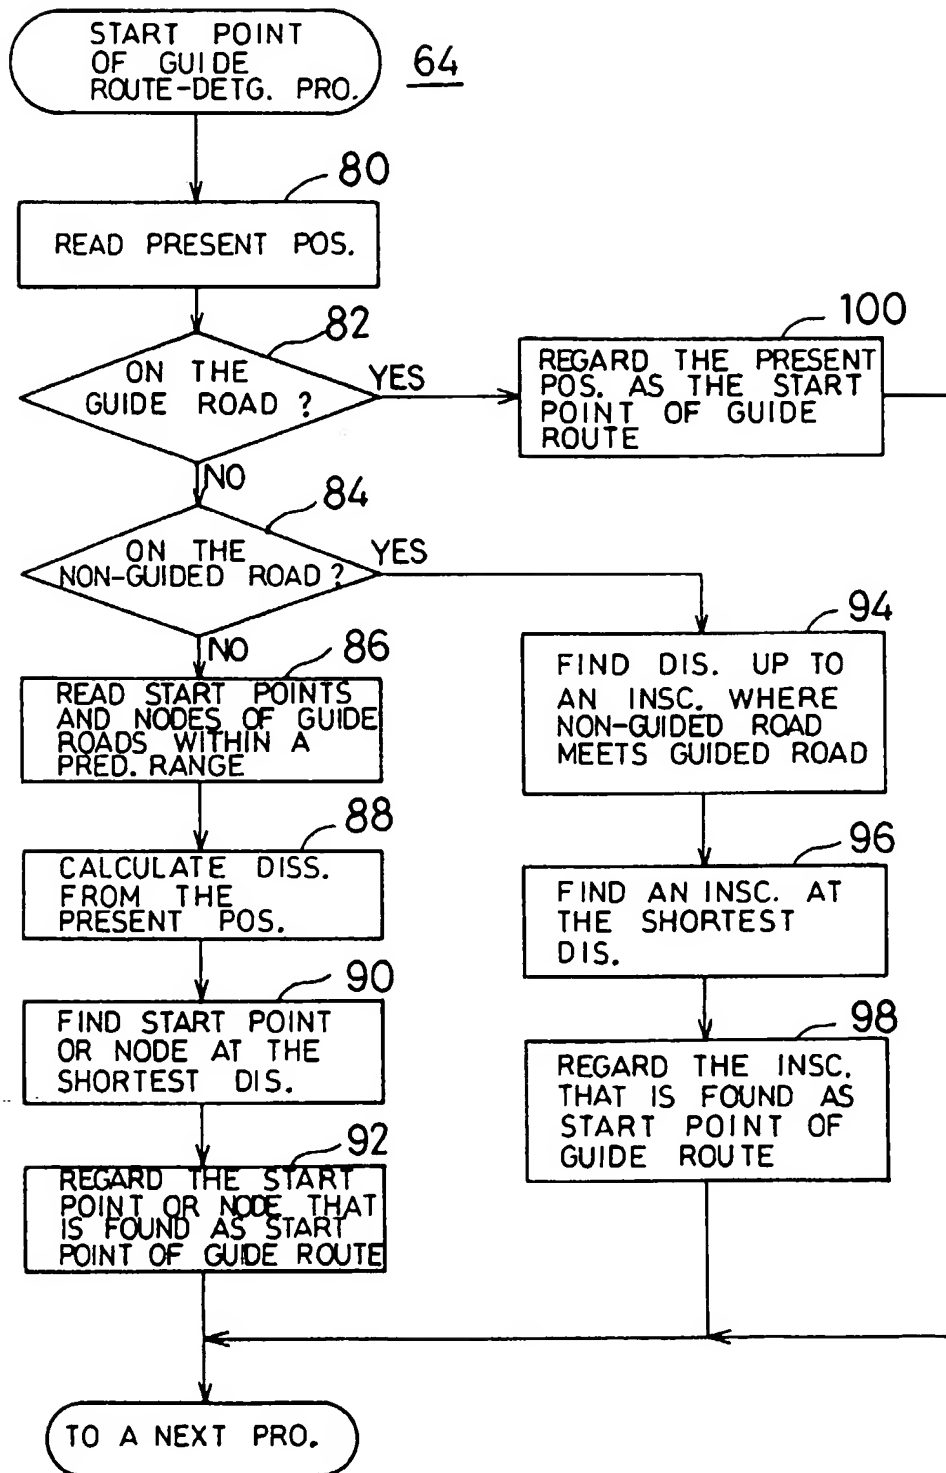 START POINT
OF GUIDE
ROUTE-DETG. PRO.
64
80
READ PRESENT POS.
82
ON THE
GUIDE ROAD ?
YES
100
REGARD THE PRESENT
POS. AS THE START
POINT OF GUIDE
ROUTE
NO
84
ON THE
NON-GUIDED ROAD ?
YES
94
FIND DIS. UP TO
AN INSC. WHERE
NON-GUIDED ROAD
MEETS GUIDED ROAD
NO
86
READ START POINTS
AND NODES OF GUIDE
ROADS WITHIN A
PRED. RANGE
88
CALCULATE DISS.
FROM THE
PRESENT POS.
96
FIND AN INSC. AT
THE SHORTEST
DIS.
90
FIND START POINT
OR NODE AT THE
SHORTEST DIS.
98
REGARD THE INSC.
THAT IS FOUND AS
START POINT OF
GUIDE ROUTE
92
REGARD THE START
POINT OR NODE THAT
IS FOUND AS START
POINT OF GUIDE ROUTE
TO A NEXT PRO.